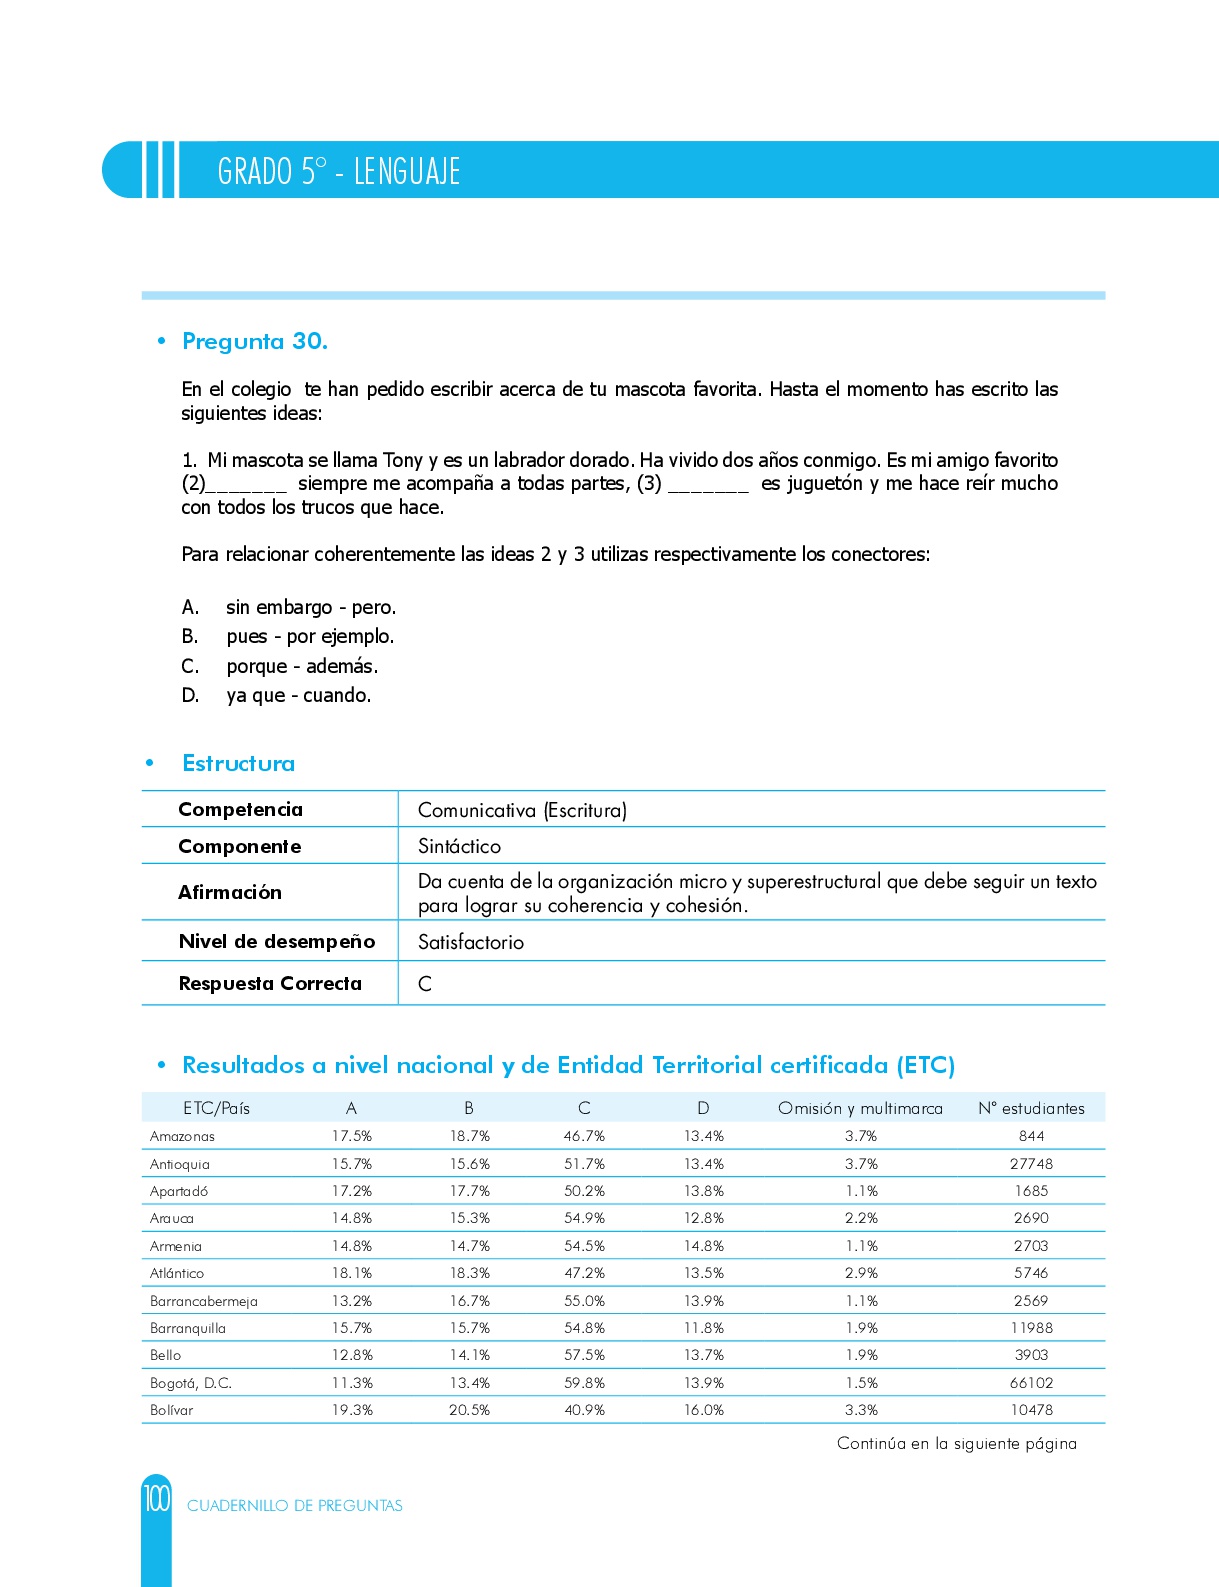 GRADO 5° - LENGUAJE
• Pregunta 30.
En el colegio te han pedido escribir acerca de tu mascota favorita. Hasta el momento has escrito las
siguientes ideas:
1. Mi mascota se llama Tony y es un labrador dorado. Ha vivido dos años conmigo. Es mi amigo favorito
(2)_______ siempre me acompaña a todas partes, (3) _______ es juguetón y me hace reír mucho
con todos los trucos que hace.
Para relacionar coherentemente las ideas 2 y 3 utilizas respectivamente los conectores:
A. sin embargo - pero.
B. pues - por ejemplo.
C. porque - además.
D. ya que - cuando.
• Estructura
Competencia Comunicativa (Escritura)
Componente Sintáctico
Afirmación Da cuenta de la organización micro y superestructural que debe seguir un texto
para lograr su coherencia y cohesión.
Nivel de desempeño Satisfactorio
Respuesta Correcta C
• Resultados a nivel nacional y de Entidad Territorial certificada (ETC)
ETC/País A B C D Omisión y multimarca N° estudiantes
Amazonas 17.5% 18.7% 46.7% 13.4% 3.7% 844
Antioquia 15.7% 15.6% 51.7% 13.4% 3.7% 27748
Apartadó 17.2% 17.7% 50.2% 13.8% 1.1% 1685
Arauca 14.8% 15.3% 54.9% 12.8% 2.2% 2690
Armenia 14.8% 14.7% 54.5% 14.8% 1.1% 2703
Atlántico 18.1% 18.3% 47.2% 13.5% 2.9% 5746
Barrancabermeja 13.2% 16.7% 55.0% 13.9% 1.1% 2569
Barranquilla 15.7% 15.7% 54.8% 11.8% 1.9% 11988
Bello 12.8% 14.1% 57.5% 13.7% 1.9% 3903
Bogotá, D.C. 11.3% 13.4% 59.8% 13.9% 1.5% 66102
Bolívar 19.3% 20.5% 40.9% 16.0% 3.3% 10478
Continúa en la siguiente página
100 CUADERNILLO DE PREGUNTAS